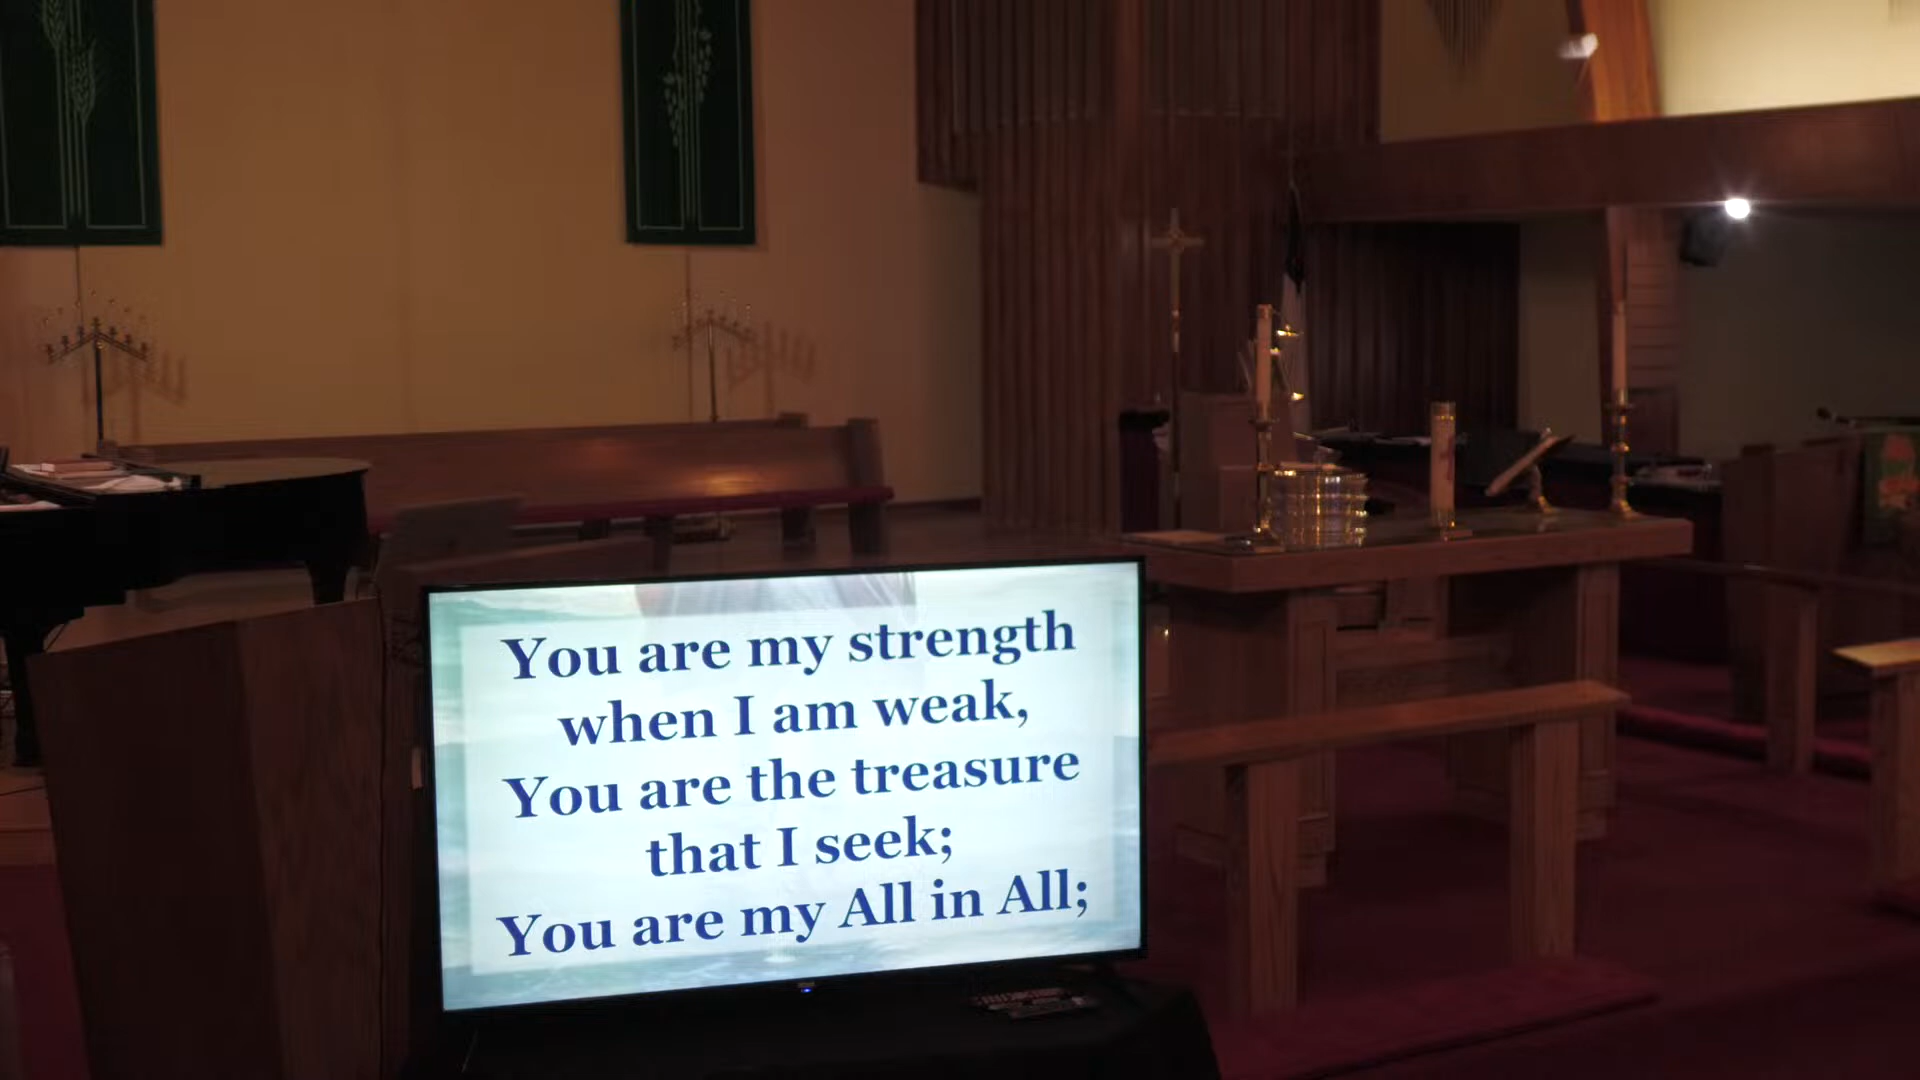 You are my strength
when I am weak,
You are the treasure
that I seek;
You are my All in All;